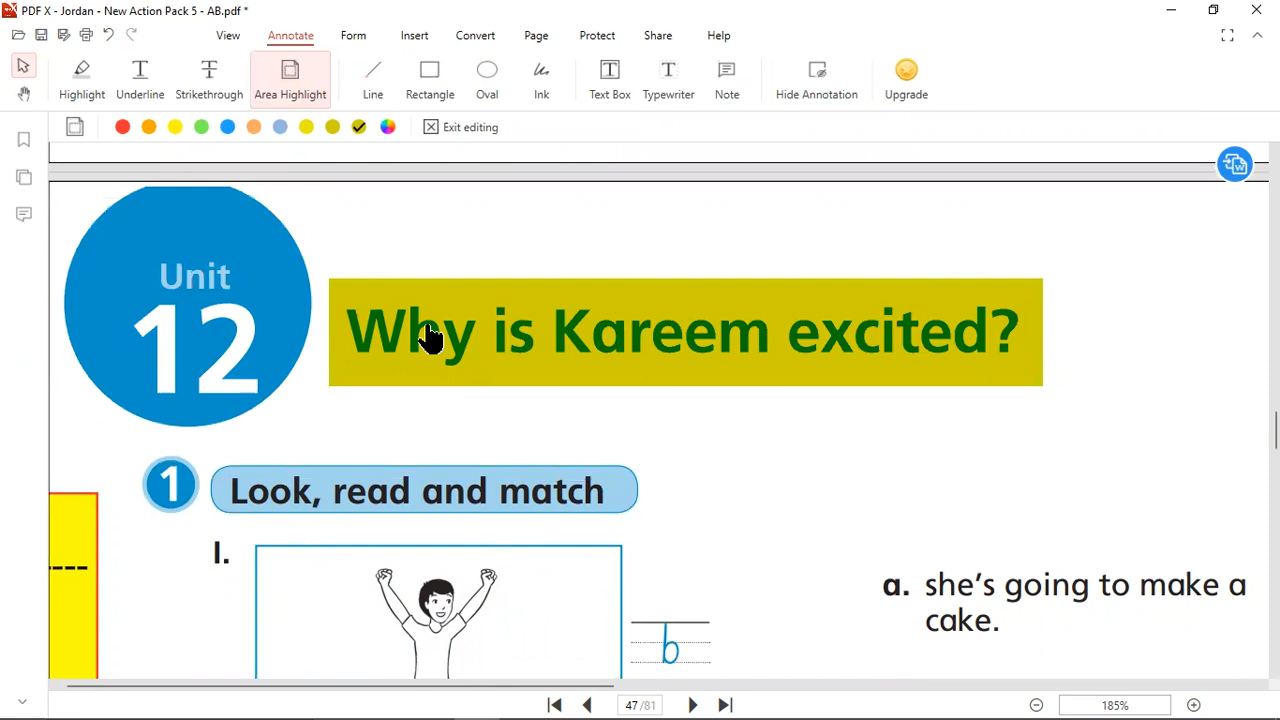 PDF X - Jordan - New Action Pack 5 - AB.pdf *
View Annotate Form Insert Convert Page Protect Share Help
Highlight Underline Strikethrough Area Highlight Line Rectangle Oval Ink Text Box Typewriter Note Hide Annotation Upgrade
Exit editing
Unit
12
Why is Kareem excited?
1 Look, read and match
1.
a. she's going to make a
cake.
b
47 /81
185%